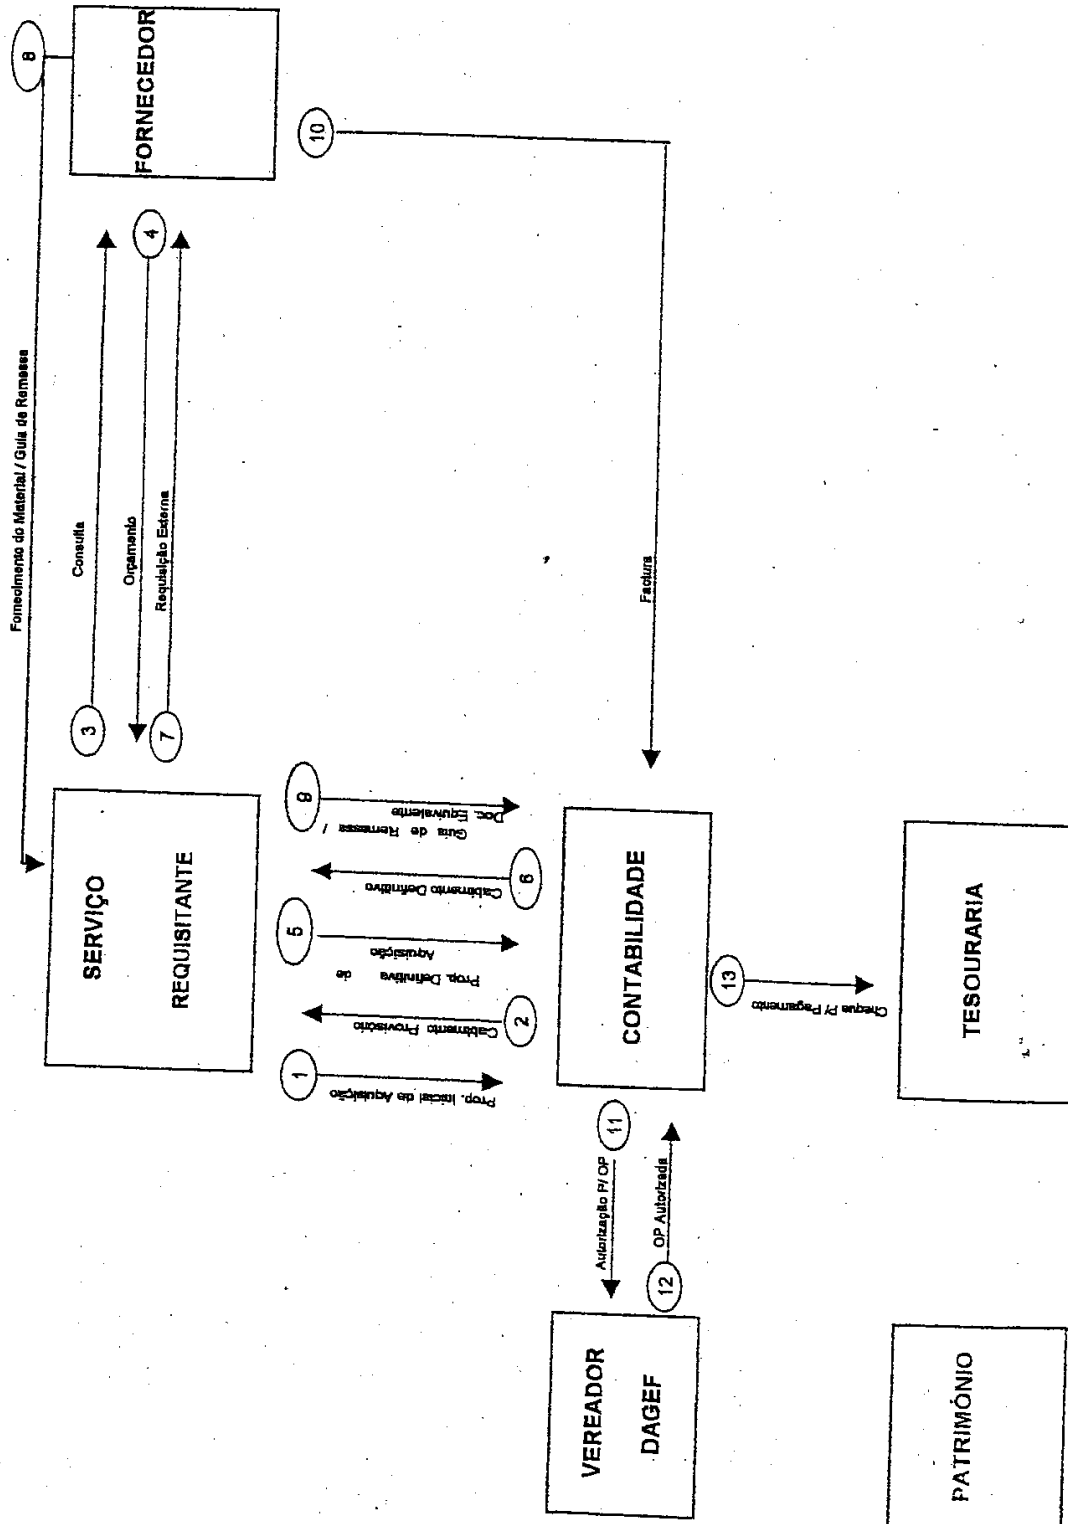 SERVIÇO
REQUISITANTE
FORNECEDOR
8
Fornecimento do Material / Guia de Remessa
3
Consulta
Orçamento
4
7
Requisição Externa
10
Factura
1
Prop. Inicial de Aquisição
2
Cabimento Provisório
5
Prop. Definitiva de
Aquisição
6
Cabimento Definitivo
9
Guia de Remessa /
Doc. Equivalente
VEREADOR
DAGEF
11
Autorização P/ OP
12
OP Autorizada
CONTABILIDADE
13
Cheque P/ Pagamento
PATRIMÓNIO
TESOURARIA